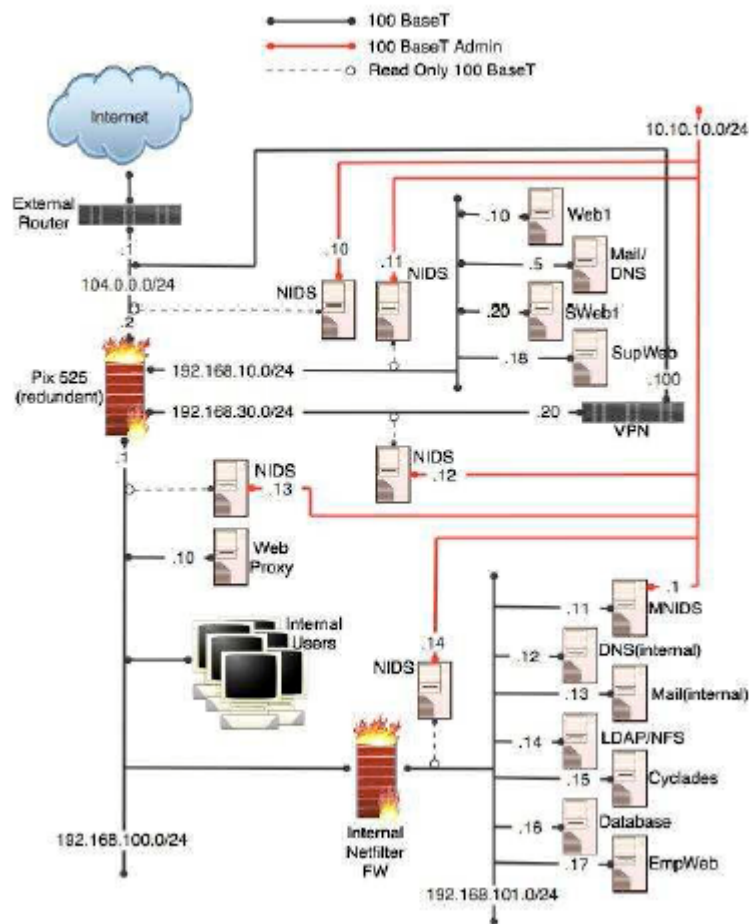 100 BaseT
100 BaseT Admin
Read Only 100 BaseT
Internet
10.10.10.0/24
External
Router
.1
104.0.0.0/24
.2
.10
NIDS
.11
NIDS
.10
Web1
.5
Mail/
DNS
.20
SWeb1
.18
SupWeb
Pix 525
(redundant)
192.168.10.0/24
192.168.30.0/24
.20
.100
VPN
.1
NIDS
.12
NIDS
.13
.10
Web
Proxy
Internal
Users
.14
NIDS
.1
.11
MNIDS
.12
DNS(internal)
.13
Mail(internal)
.14
LDAP/NFS
.15
Cyclades
.16
Database
.17
EmpWeb
Internal
Netfilter
FW
192.168.100.0/24
192.168.101.0/24